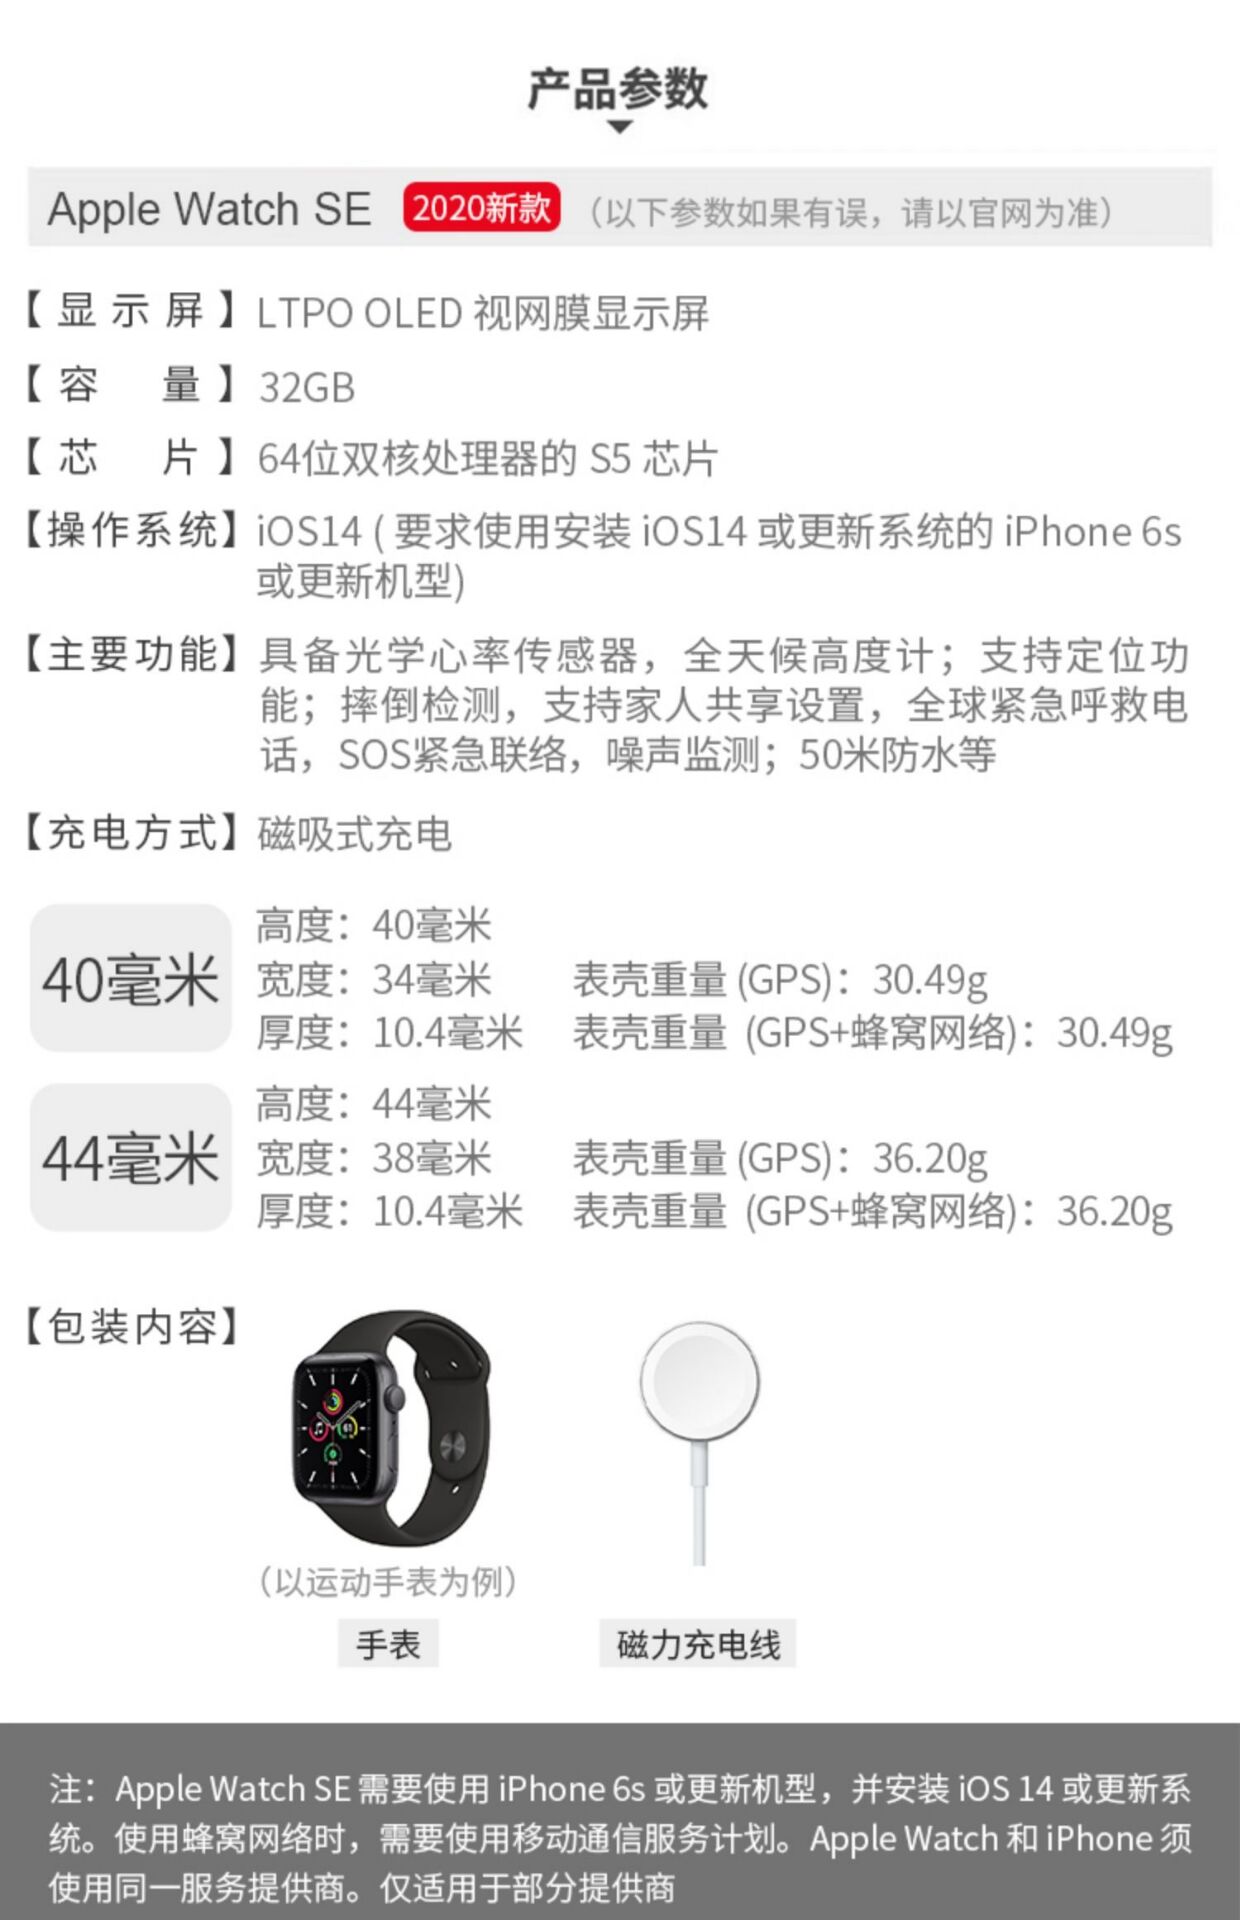 产品参数
Apple Watch SE 2020新款 （以下参数如果有误，请以官网为准）
【显示屏】LTPO OLED 视网膜显示屏
【容 量】32GB
【芯 片】64位双核处理器的 S5 芯片
【操作系统】iOS14 ( 要求使用安装 iOS14 或更新系统的 iPhone 6s
或更新机型)
【主要功能】具备光学心率传感器，全天候高度计；支持定位功
能；摔倒检测，支持家人共享设置，全球紧急呼救电
话，SOS紧急联络，噪声监测；50米防水等
【充电方式】磁吸式充电
40毫米
高度：40毫米
宽度：34毫米 表壳重量 (GPS)：30.49g
厚度：10.4毫米 表壳重量 (GPS+蜂窝网络)：30.49g
44毫米
高度：44毫米
宽度：38毫米 表壳重量 (GPS)：36.20g
厚度：10.4毫米 表壳重量 (GPS+蜂窝网络)：36.20g
【包装内容】
（以运动手表为例）
手表 磁力充电线
注：Apple Watch SE 需要使用 iPhone 6s 或更新机型，并安装 iOS 14 或更新系
统。使用蜂窝网络时，需要使用移动通信服务计划。Apple Watch 和 iPhone 须
使用同一服务提供商。仅适用于部分提供商